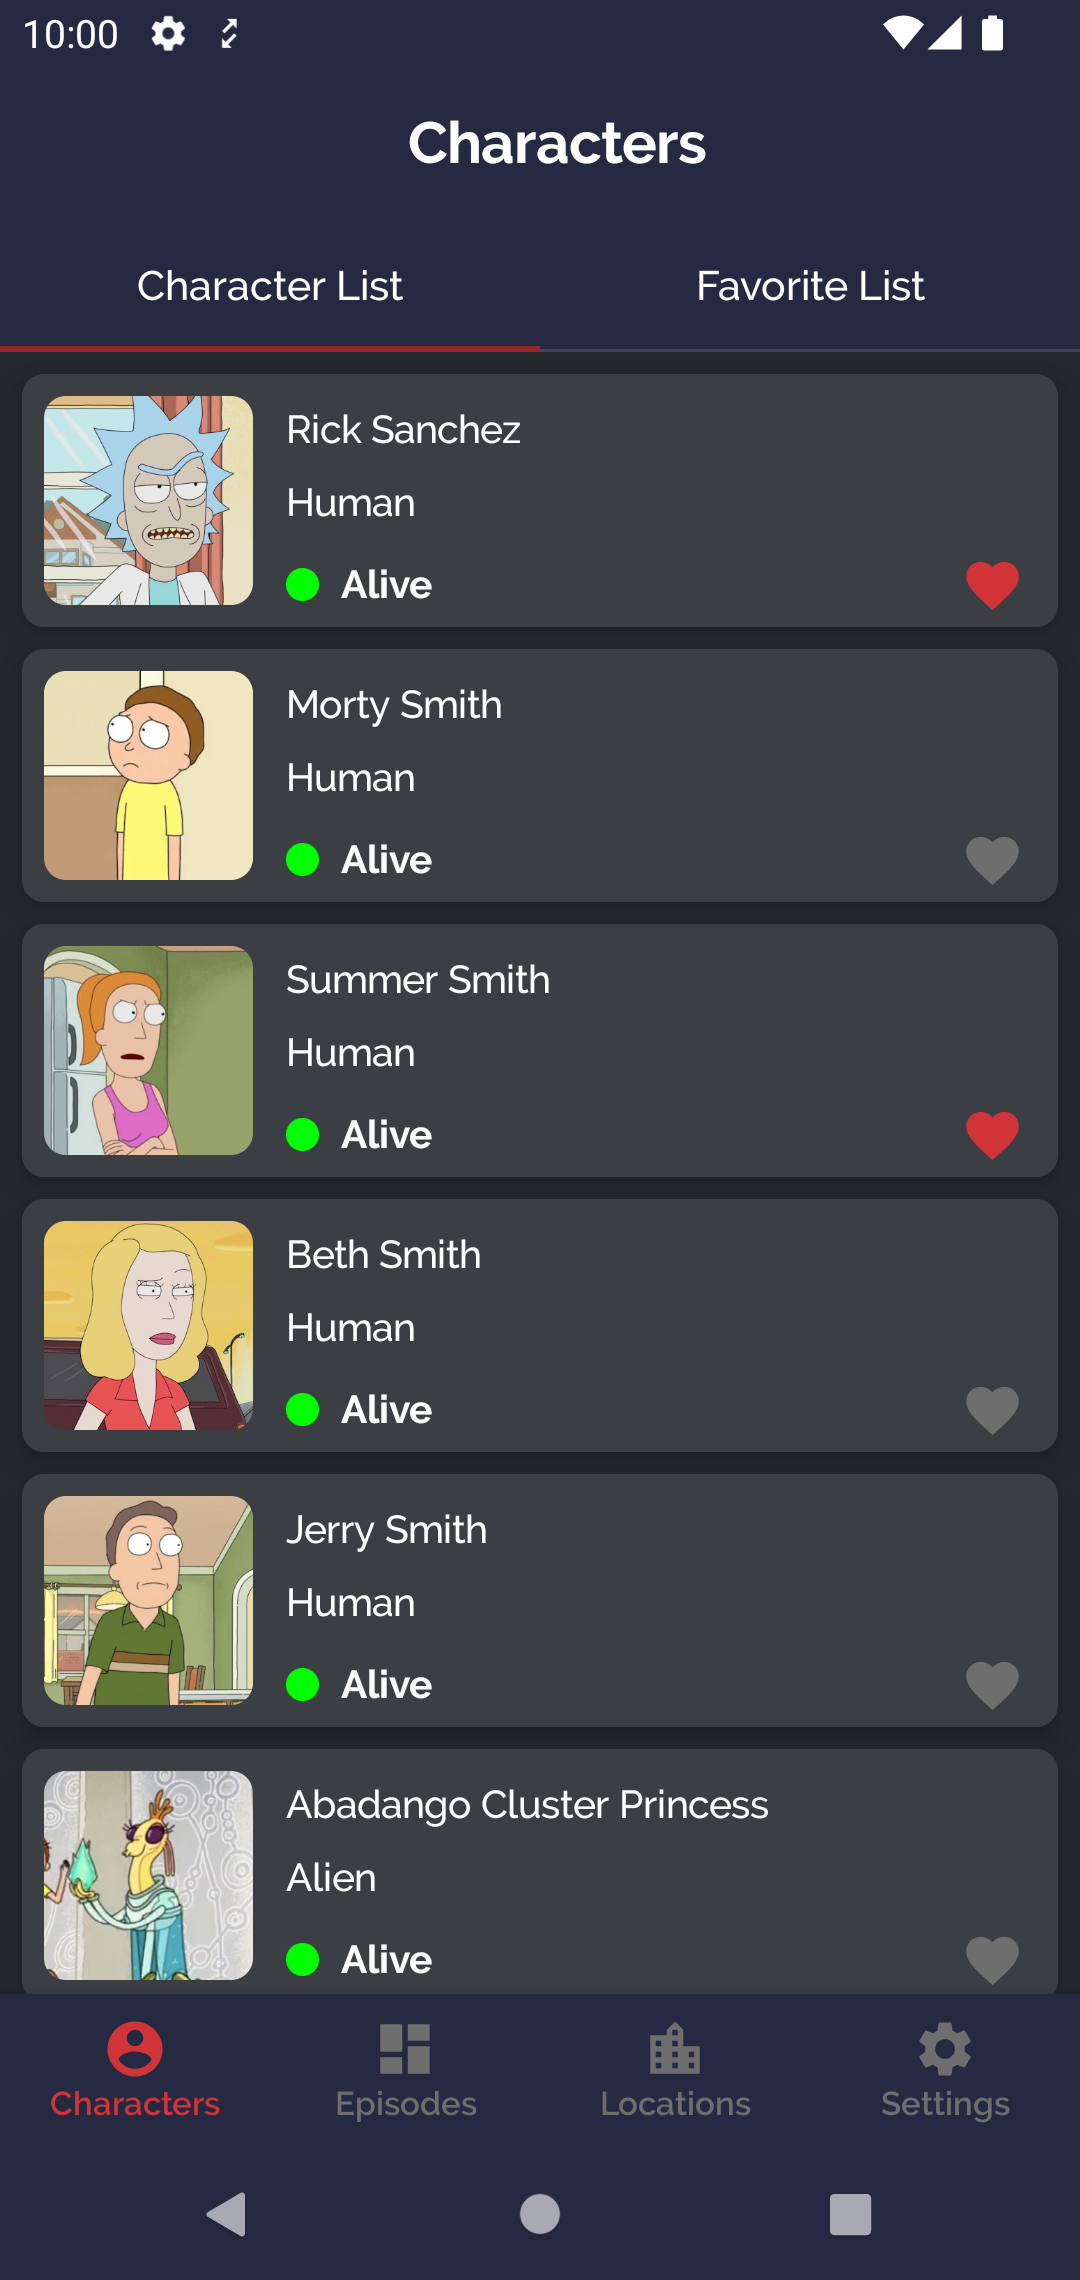 10:00
Characters
Character List
Favorite List
Rick Sanchez
Human
Alive
Morty Smith
Human
Alive
Summer Smith
Human
Alive
Beth Smith
Human
Alive
Jerry Smith
Human
Alive
Abadango Cluster Princess
Alien
Alive
Characters
Episodes
Locations
Settings